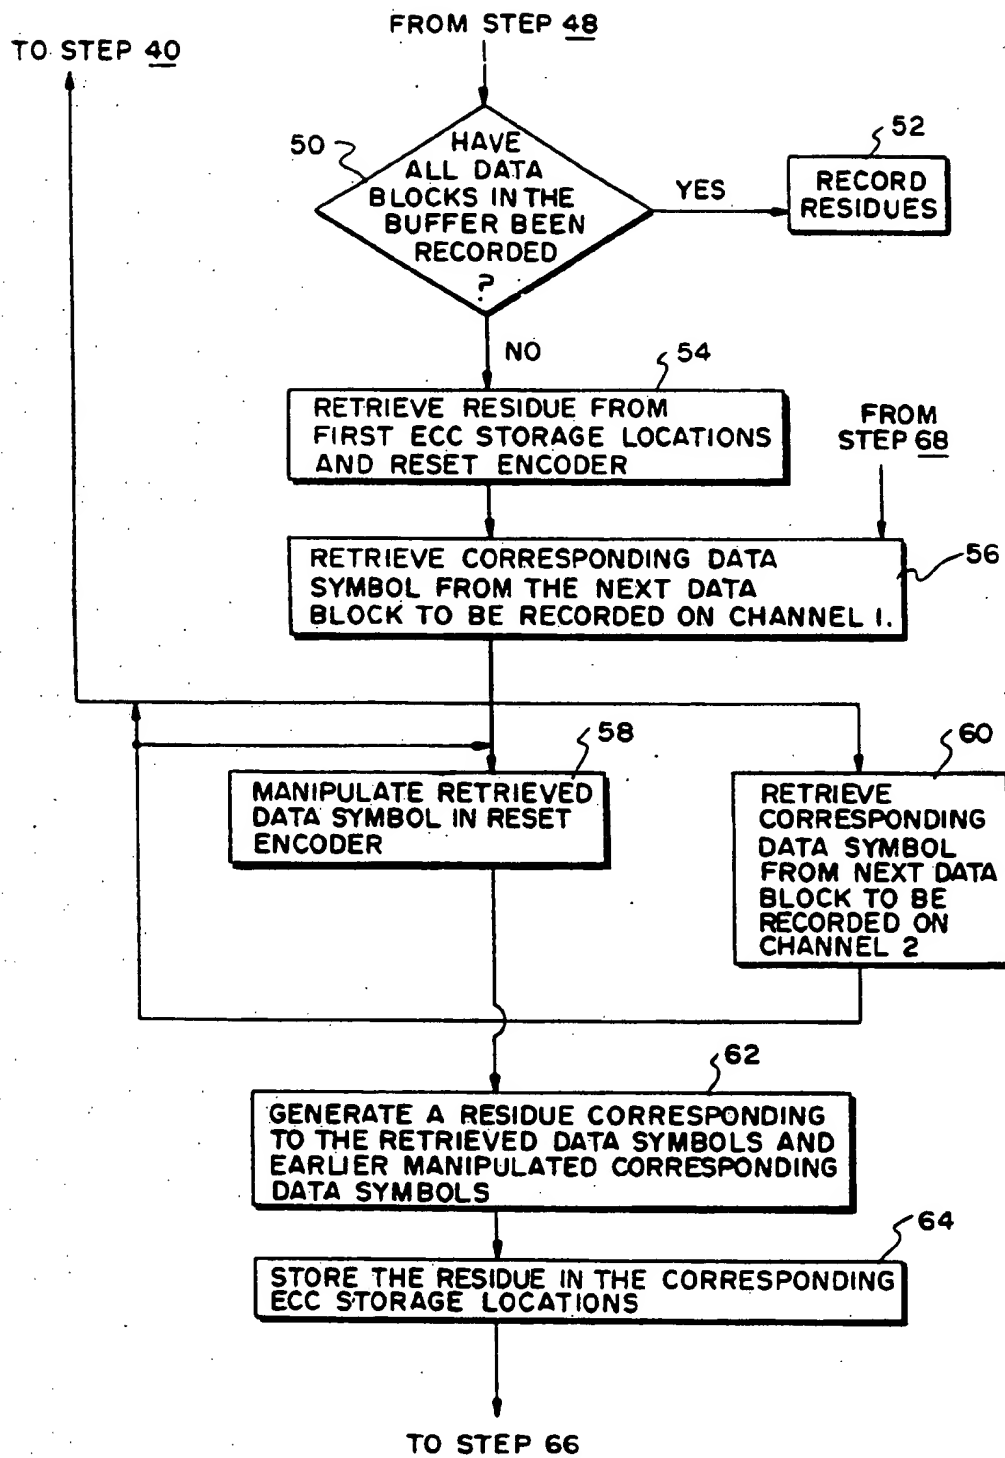 FROM STEP 48
TO STEP 40
50
HAVE
ALL DATA
BLOCKS IN THE
BUFFER BEEN
RECORDED
?
YES
52
RECORD
RESIDUES
NO
54
RETRIEVE RESIDUE FROM
FIRST ECC STORAGE LOCATIONS
AND RESET ENCODER
FROM
STEP 68
56
RETRIEVE CORRESPONDING DATA
SYMBOL FROM THE NEXT DATA
BLOCK TO BE RECORDED ON CHANNEL 1.
58
MANIPULATE RETRIEVED
DATA SYMBOL IN RESET
ENCODER
60
RETRIEVE
CORRESPONDING
DATA SYMBOL
FROM NEXT DATA
BLOCK TO BE
RECORDED ON
CHANNEL 2
62
GENERATE A RESIDUE CORRESPONDING
TO THE RETRIEVED DATA SYMBOLS AND
EARLIER MANIPULATED CORRESPONDING
DATA SYMBOLS
64
STORE THE RESIDUE IN THE CORRESPONDING
ECC STORAGE LOCATIONS
TO STEP 66